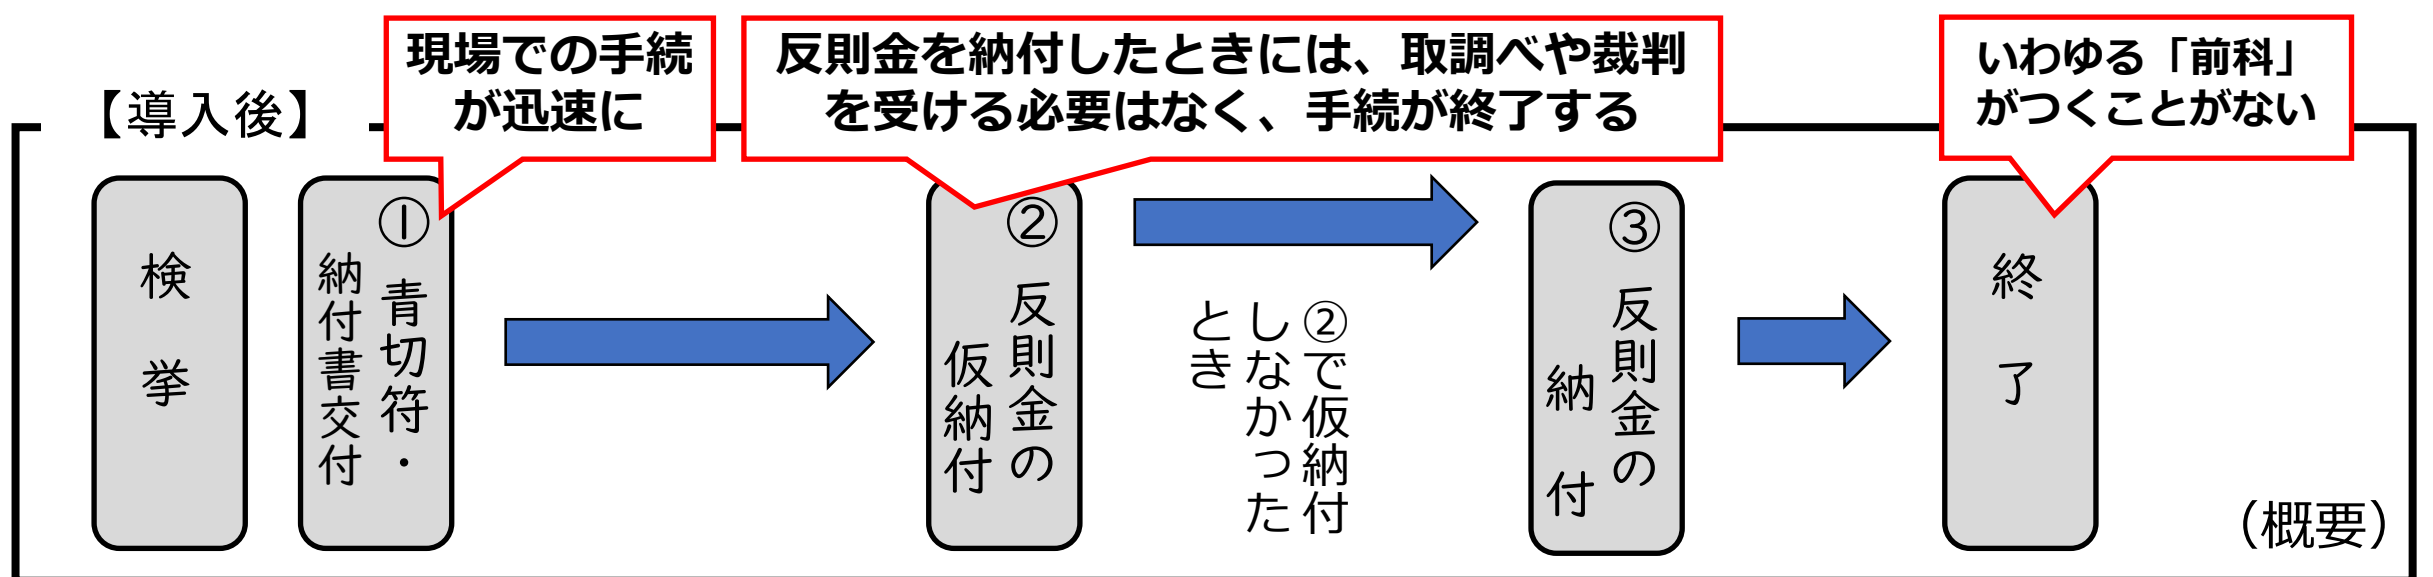 【導入後】
現場での手続
が迅速に
反則金を納付したときには、取調べや裁判
を受ける必要はなく、手続が終了する
いわゆる「前科」
がつくことがない
検挙
①青切符・
納付書交付
②反則金の
仮納付
②で仮納付
しなかった
とき
③反則金の
納付
終了
（概要）